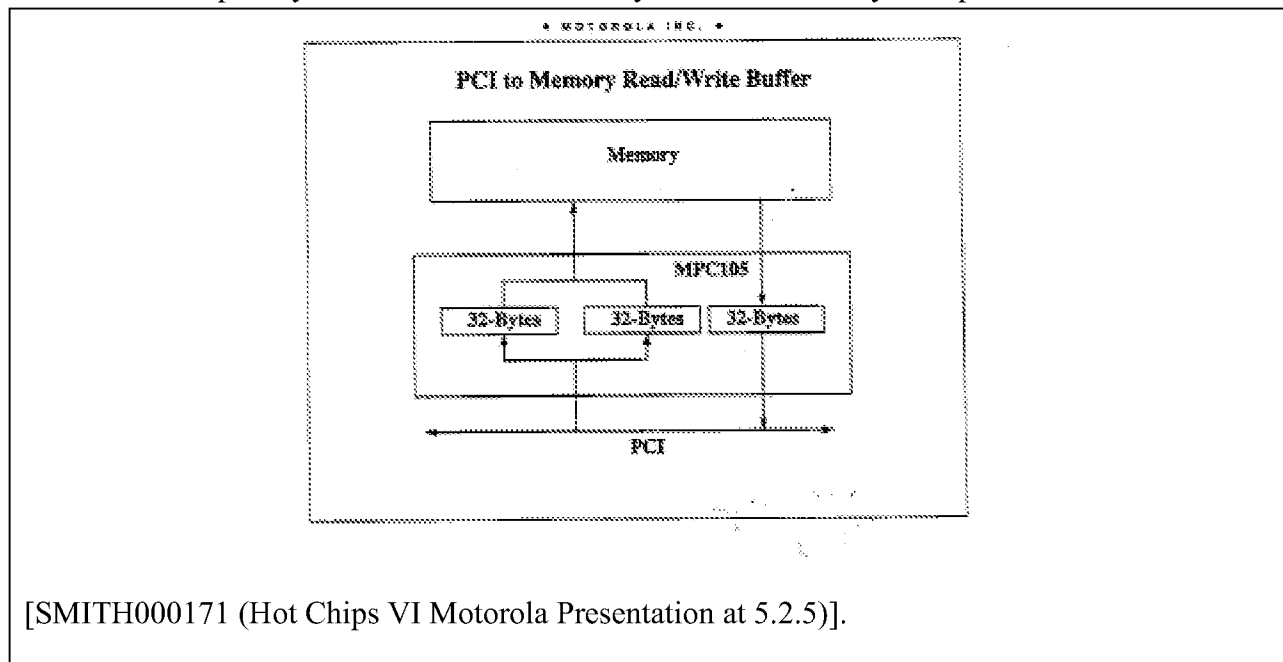 • MOTOROLA INC. •
PCI to Memory Read/Write Buffer
Memory
MPC105
32-Bytes 32-Bytes 32-Bytes
PCI
[SMITH000171 (Hot Chips VI Motorola Presentation at 5.2.5)].